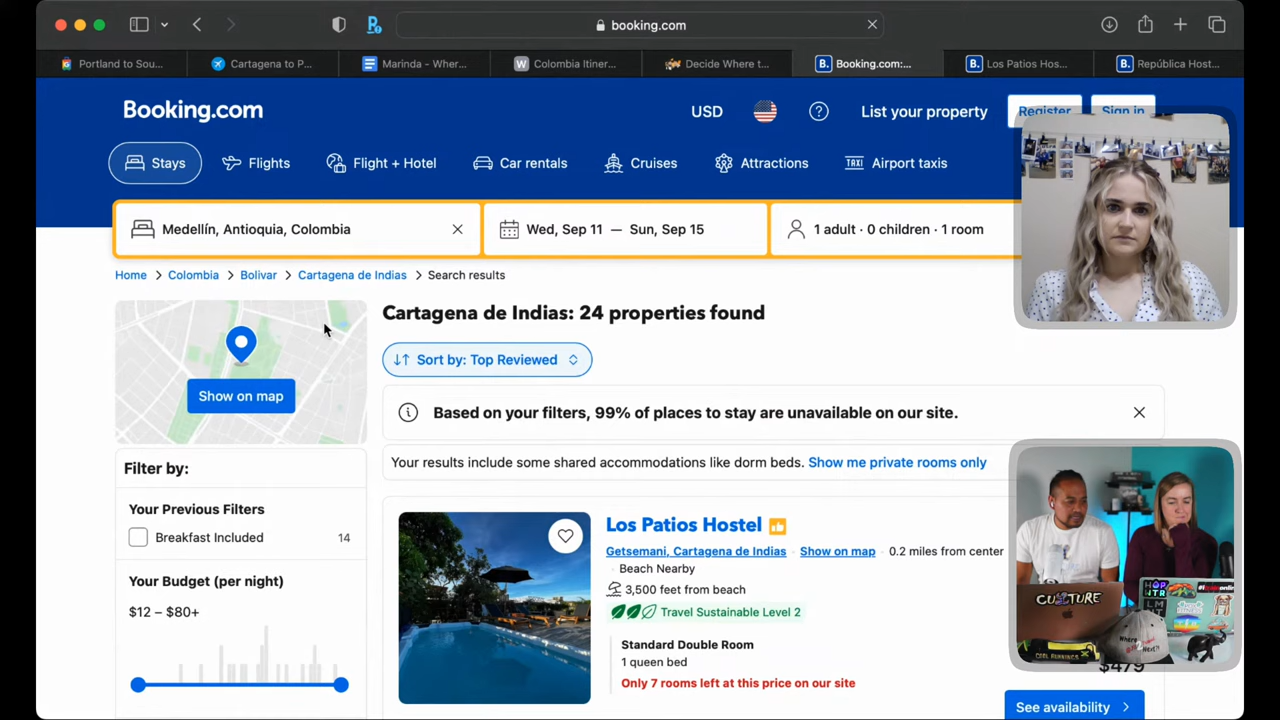 booking.com
Portland to Sou...
Cartagena to P...
Marinda - Wher...
W Colombia Itiner...
Decide Where t...
B. Booking.com:...
B. Los Patios Hos...
B. República Host...
Booking.com
USD
List your property
Register
Sign in
Stays
Flights
Flight + Hotel
Car rentals
Cruises
Attractions
TAXI Airport taxis
Medellín, Antioquia, Colombia
Wed, Sep 11 — Sun, Sep 15
1 adult · 0 children · 1 room
Home > Colombia > Bolivar > Cartagena de Indias > Search results
Cartagena de Indias: 24 properties found
Show on map
Sort by: Top Reviewed
Based on your filters, 99% of places to stay are unavailable on our site.
Your results include some shared accommodations like dorm beds. Show me private rooms only
Filter by:
Your Previous Filters
Breakfast Included 14
Your Budget (per night)
$12 – $80+
Los Patios Hostel
Getsemani, Cartagena de Indias · Show on map · 0.2 miles from center
· Beach Nearby
3,500 feet from beach
Travel Sustainable Level 2
Standard Double Room
1 queen bed
Only 7 rooms left at this price on our site
$479
See availability
CULTURE